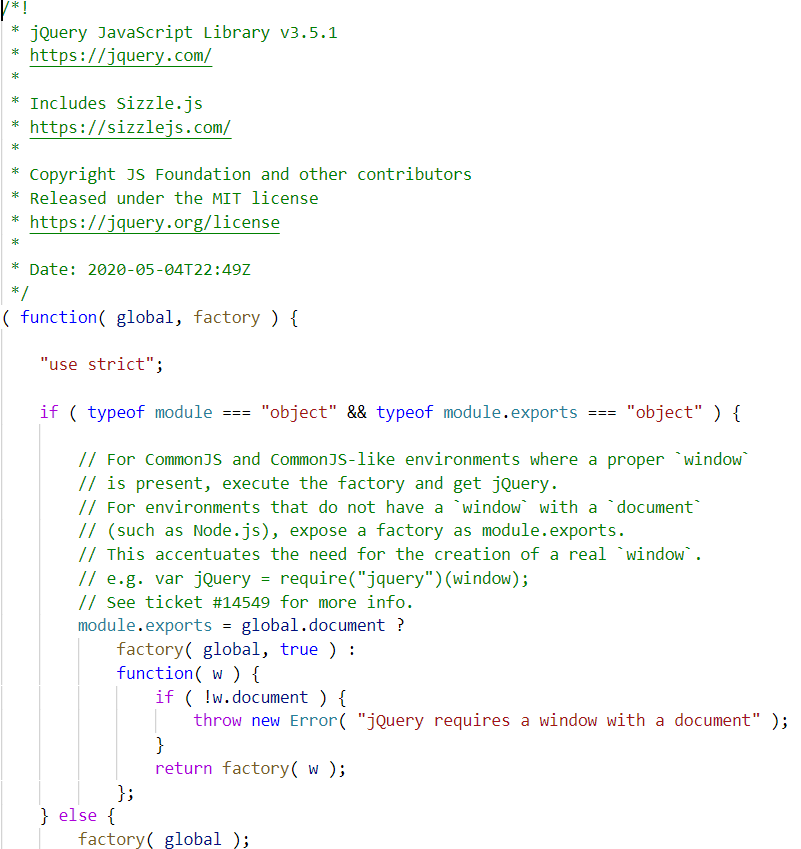 /*!
 * jQuery JavaScript Library v3.5.1
 * https://jquery.com/
 *
 * Includes Sizzle.js
 * https://sizzlejs.com/
 *
 * Copyright JS Foundation and other contributors
 * Released under the MIT license
 * https://jquery.org/license
 *
 * Date: 2020-05-04T22:49Z
 */
( function( global, factory ) {

    "use strict";

    if ( typeof module === "object" && typeof module.exports === "object" ) {

        // For CommonJS and CommonJS-like environments where a proper `window`
        // is present, execute the factory and get jQuery.
        // For environments that do not have a `window` with a `document`
        // (such as Node.js), expose a factory as module.exports.
        // This accentuates the need for the creation of a real `window`.
        // e.g. var jQuery = require("jquery")(window);
        // See ticket #14549 for more info.
        module.exports = global.document ?
            factory( global, true ) :
            function( w ) {
                if ( !w.document ) {
                    throw new Error( "jQuery requires a window with a document" );
                }
                return factory( w );
            };
    } else {
        factory( global );